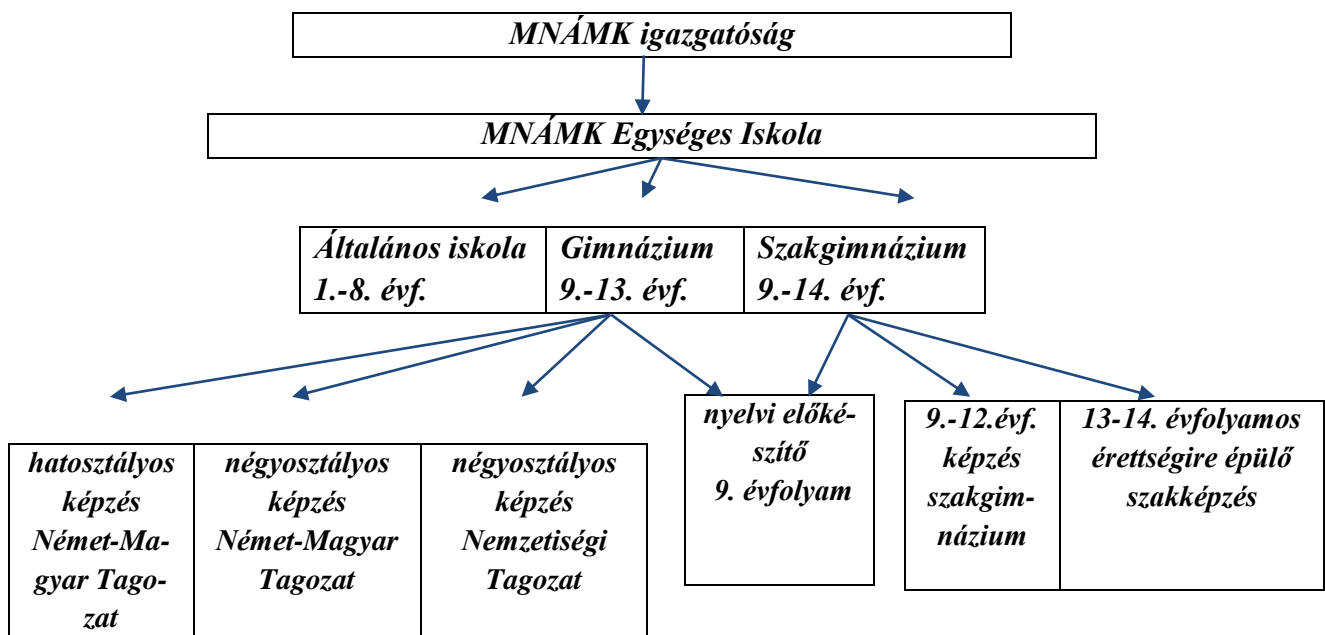 MNÁMK igazgatóság
MNÁMK Egységes Iskola
Általános iskola
1.-8. évf.
Gimnázium
9.-13. évf.
Szakgimnázium
9.-14. évf.
hatosztályos
képzés
Német-Ma-
gyar Tago-
zat
négyosztályos
képzés
Német-Magyar
Tagozat
négyosztályos
képzés
Nemzetiségi
Tagozat
nyelvi előké-
szítő
9. évfolyam
9.-12.évf.
képzés
szakgim-
názium
13-14. évfolyamos
érettségire épülő
szakképzés